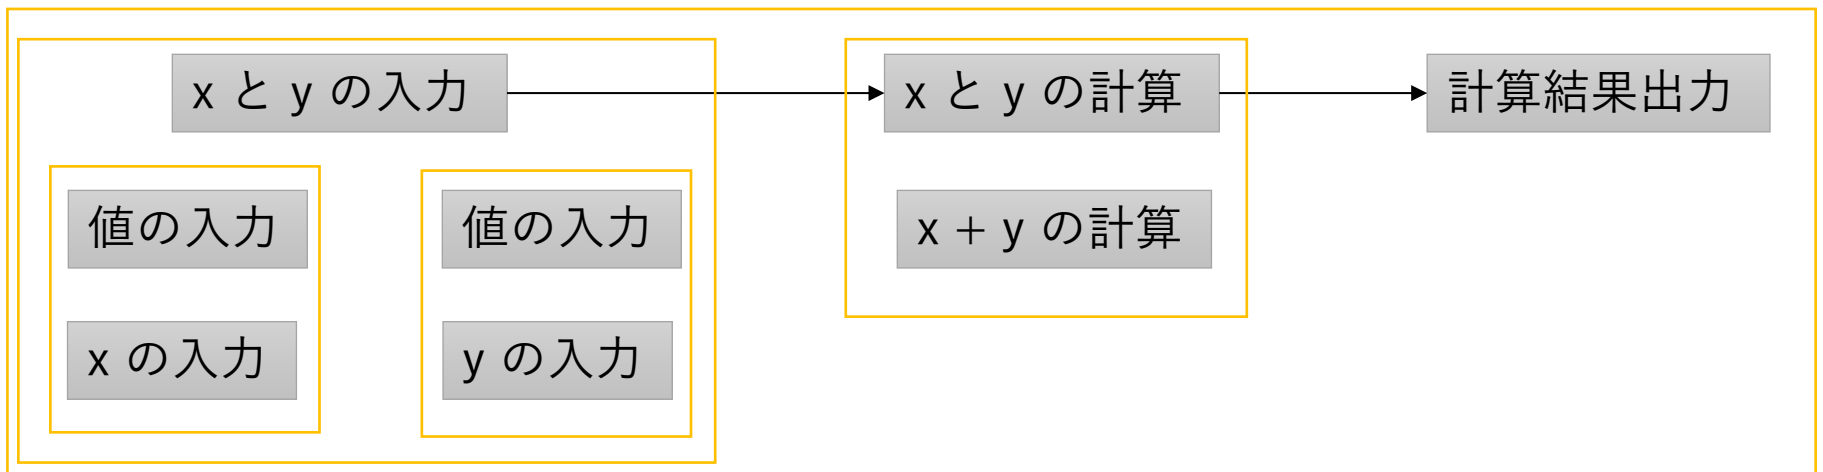 x と y の入力
x と y の計算
計算結果出力
値の入力
値の入力
x + y の計算
x の入力
y の入力